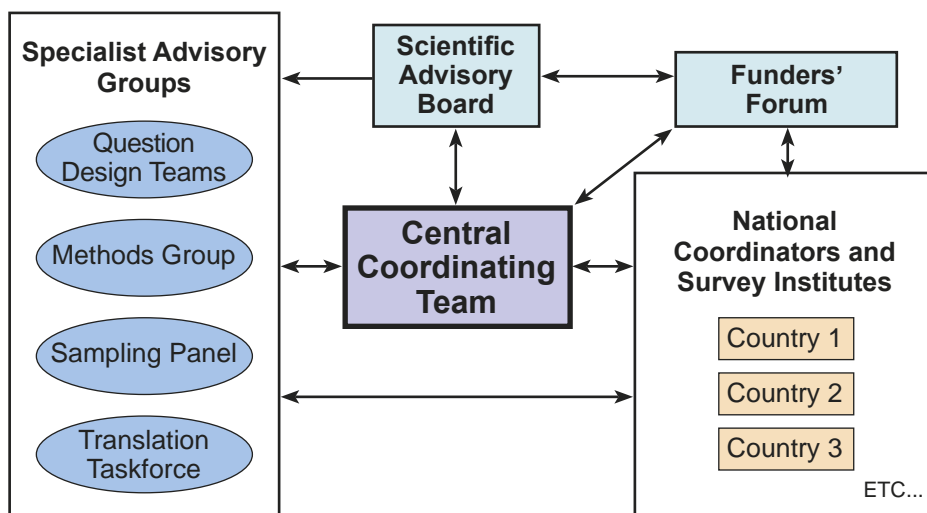 Specialist Advisory
Groups
Question
Design Teams
Methods Group
Sampling Panel
Translation
Taskforce
Scientific
Advisory
Board
Funders’
Forum
Central
Coordinating
Team
National
Coordinators and
Survey Institutes
Country 1
Country 2
Country 3
ETC...